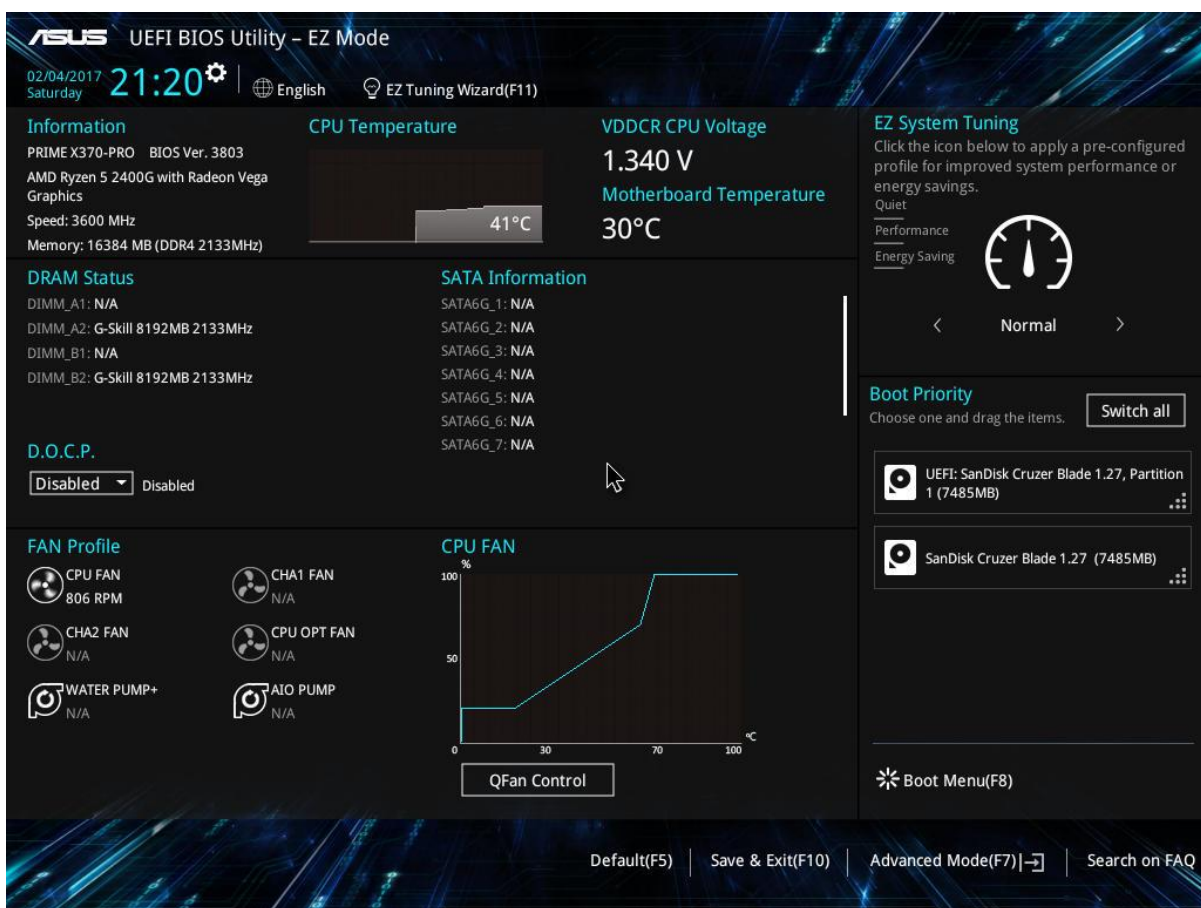 ASUS UEFI BIOS Utility – EZ Mode
02/04/2017
Saturday
21:20
English
EZ Tuning Wizard(F11)
Information
PRIME X370-PRO BIOS Ver. 3803
AMD Ryzen 5 2400G with Radeon Vega
Graphics
Speed: 3600 MHz
Memory: 16384 MB (DDR4 2133MHz)
CPU Temperature
41°C
VDDCR CPU Voltage
1.340 V
Motherboard Temperature
30°C
EZ System Tuning
Click the icon below to apply a pre-configured
profile for improved system performance or
energy savings.
Quiet
Performance
Energy Saving
Normal
DRAM Status
DIMM_A1: N/A
DIMM_A2: G-Skill 8192MB 2133MHz
DIMM_B1: N/A
DIMM_B2: G-Skill 8192MB 2133MHz
SATA Information
SATA6G_1: N/A
SATA6G_2: N/A
SATA6G_3: N/A
SATA6G_4: N/A
SATA6G_5: N/A
SATA6G_6: N/A
SATA6G_7: N/A
D.O.C.P.
Disabled Disabled
Boot Priority
Choose one and drag the items.
Switch all
UEFI: SanDisk Cruzer Blade 1.27, Partition
1 (7485MB)
SanDisk Cruzer Blade 1.27 (7485MB)
Boot Menu(F8)
FAN Profile
CPU FAN
806 RPM
CHA1 FAN
N/A
CHA2 FAN
N/A
CPU OPT FAN
N/A
WATER PUMP+
N/A
AIO PUMP
N/A
CPU FAN
%
100
50
0 30 70 100
°C
QFan Control
Default(F5)
Save & Exit(F10)
Advanced Mode(F7)
Search on FAQ